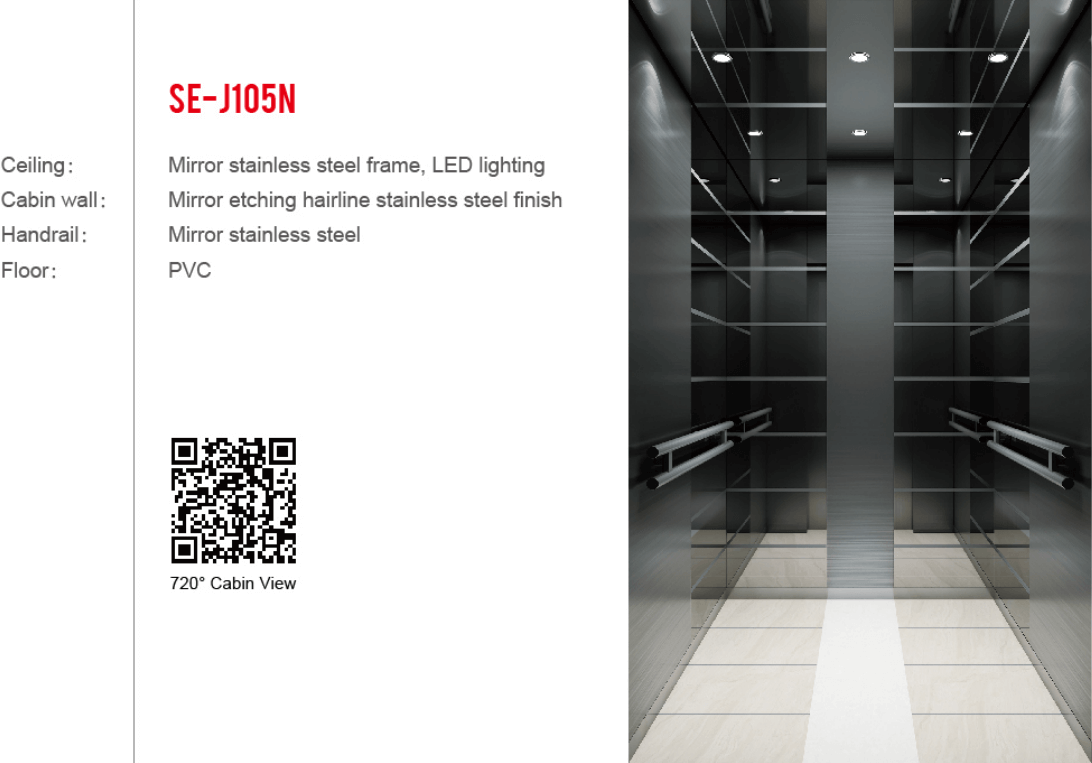 SE-J105N
Ceiling: Mirror stainless steel frame, LED lighting
Cabin wall: Mirror etching hairline stainless steel finish
Handrail: Mirror stainless steel
Floor: PVC
720° Cabin View